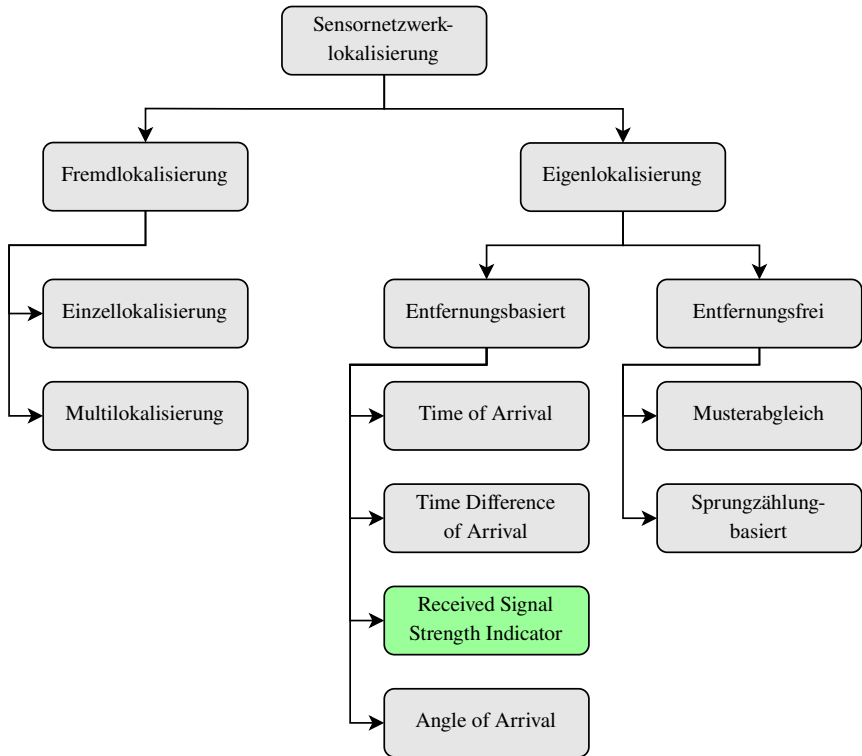 Sensornetzwerk-
lokalisierung
Fremdlokalisierung
Eigenlokalisierung
Einzellokalisierung
Entfernungsbasiert
Entfernungsfrei
Multilokalisierung
Time of Arrival
Musterabgleich
Time Difference
of Arrival
Sprungzählung-
basiert
Received Signal
Strength Indicator
Angle of Arrival